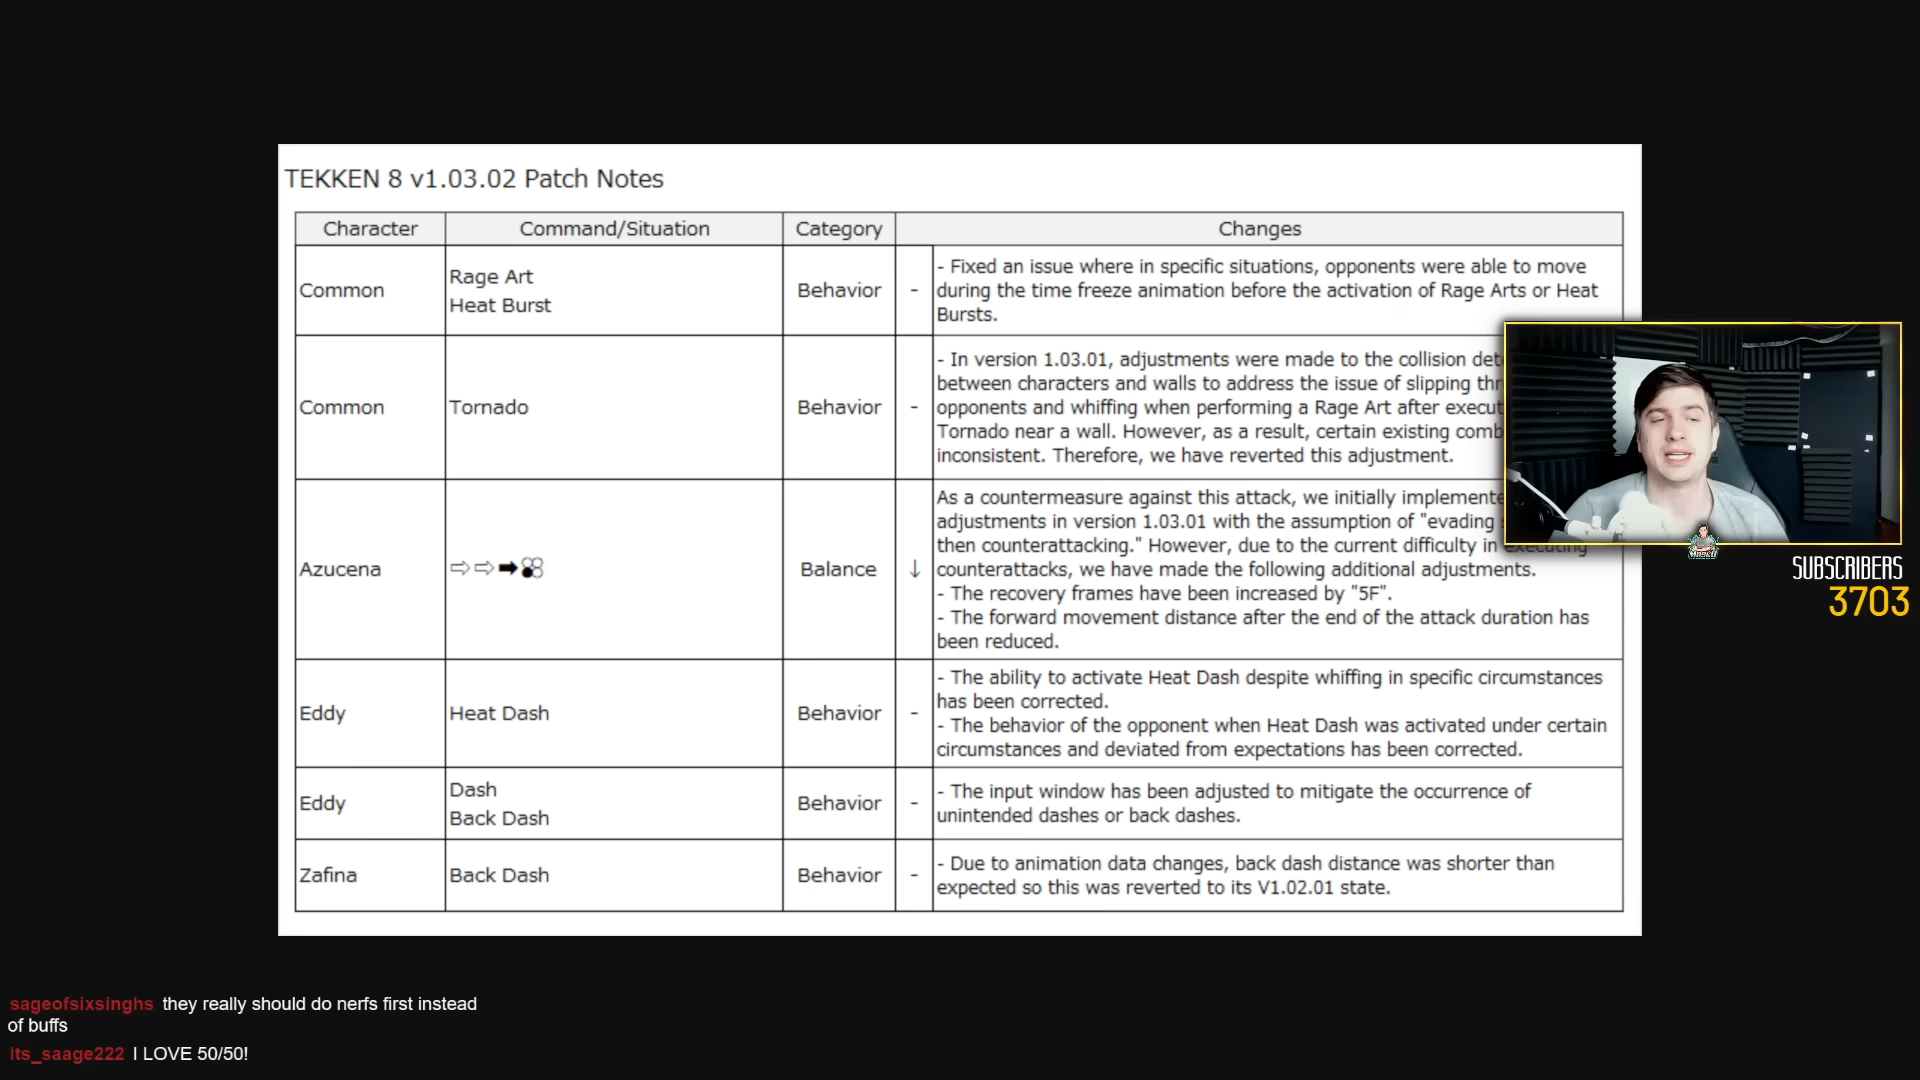 TEKKEN 8 v1.03.02 Patch Notes
Character Command/Situation Category Changes
Common
Rage Art
Heat Burst
Behavior
-
- Fixed an issue where in specific situations, opponents were able to move
during the time freeze animation before the activation of Rage Arts or Heat
Bursts.
Common
Tornado
Behavior
-
- In version 1.03.01, adjustments were made to the collision
between characters and walls to address the issue of slipping
opponents and whiffing when performing a Rage Art after
Tornado near a wall. However, as a result, certain existing
inconsistent. Therefore, we have reverted this adjustment.
Azucena
⇨⇨➡
Balance
↓
As a countermeasure against this attack, we initially
adjustments in version 1.03.01 with the assumption of "evading
then counterattacking." However, due to the current difficulty in executing
counterattacks, we have made the following additional adjustments.
- The recovery frames have been increased by "5F".
- The forward movement distance after the end of the attack duration has
been reduced.
Eddy
Heat Dash
Behavior
-
- The ability to activate Heat Dash despite whiffing in specific circumstances
has been corrected.
- The behavior of the opponent when Heat Dash was activated under certain
circumstances and deviated from expectations has been corrected.
Eddy
Dash
Back Dash
Behavior
-
- The input window has been adjusted to mitigate the occurrence of
unintended dashes or back dashes.
Zafina
Back Dash
Behavior
-
- Due to animation data changes, back dash distance was shorter than
expected so this was reverted to its V1.02.01 state.
SUBSCRIBERS
3703
sageofsixsinghs they really should do nerfs first instead
of buffs
its_saage222 I LOVE 50/50!